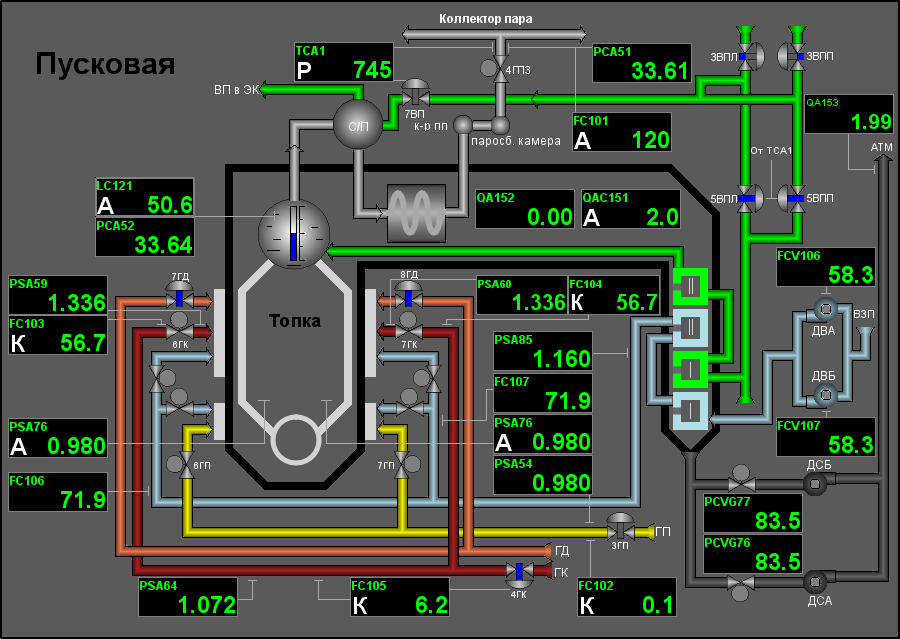 Коллектор пара
Пусковая
TCA1
P 745
4ГПЗ
PCA51
33.61
3ВПЛ
3ВПП
ВП в ЭК
7ВП
к-р пп
С/П
паросб. камера
FC101
A 120
QA153
1.99
От TCA1
АТМ
LC121
A 50.6
PCA52
33.64
QA152
0.00
QAC151
A 2.0
5ВПЛ
5ВПП
FCV106
58.3
7ГД
8ГД
PSA59
1.336
FC103
К 56.7
6ГК
Топка
PSA60
1.336
FC104
К 56.7
7ГК
PSA85
1.160
ДВА
ВЗП
FC107
71.9
ДВБ
PSA76
A 0.980
PSA76
A 0.980
FCV107
58.3
6ГП
7ГП
PSA54
0.980
ДСБ
FC106
71.9
PCVG77
83.5
3ГП
ГП
PCVG76
83.5
ГД
ГК
PSA64
1.072
FC105
К 6.2
4ГК
FC102
К 0.1
ДСА